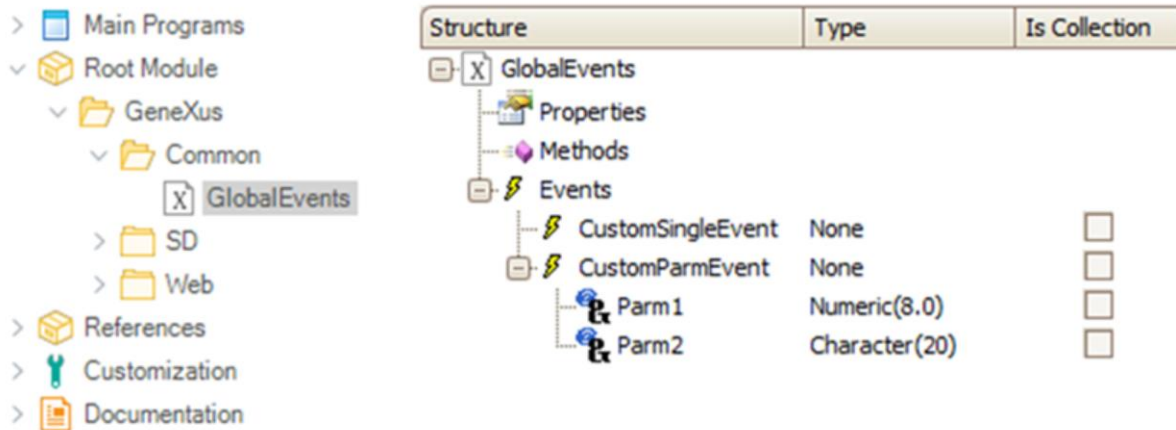 Main Programs
Root Module
GeneXus
Common
GlobalEvents
SD
Web
References
Customization
Documentation
Structure Type Is Collection
GlobalEvents
Properties
Methods
Events
CustomSingleEvent None
CustomParmEvent None
Parm1 Numeric(8.0)
Parm2 Character(20)